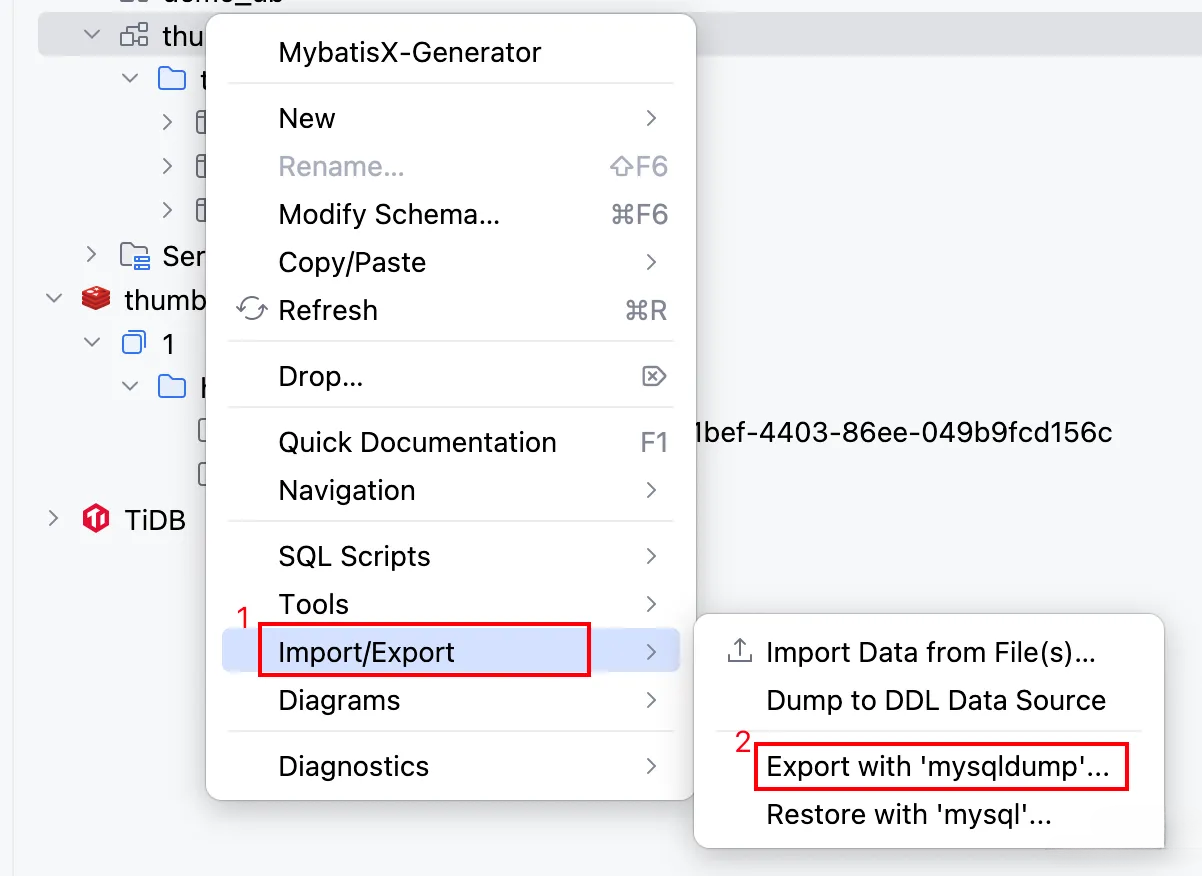 MybatisX-Generator
New
Rename... ⇧F6
Modify Schema... ⌘F6
Copy/Paste
Refresh ⌘R
Ser
thumb
1
Drop...
Quick Documentation F1
1bef-4403-86ee-049b9fcd156c
Navigation
TiDB
SQL Scripts
Tools
1
Import/Export
Diagrams
Diagnostics
Import Data from File(s)...
Dump to DDL Data Source
2
Export with 'mysqldump'...
Restore with 'mysql'...